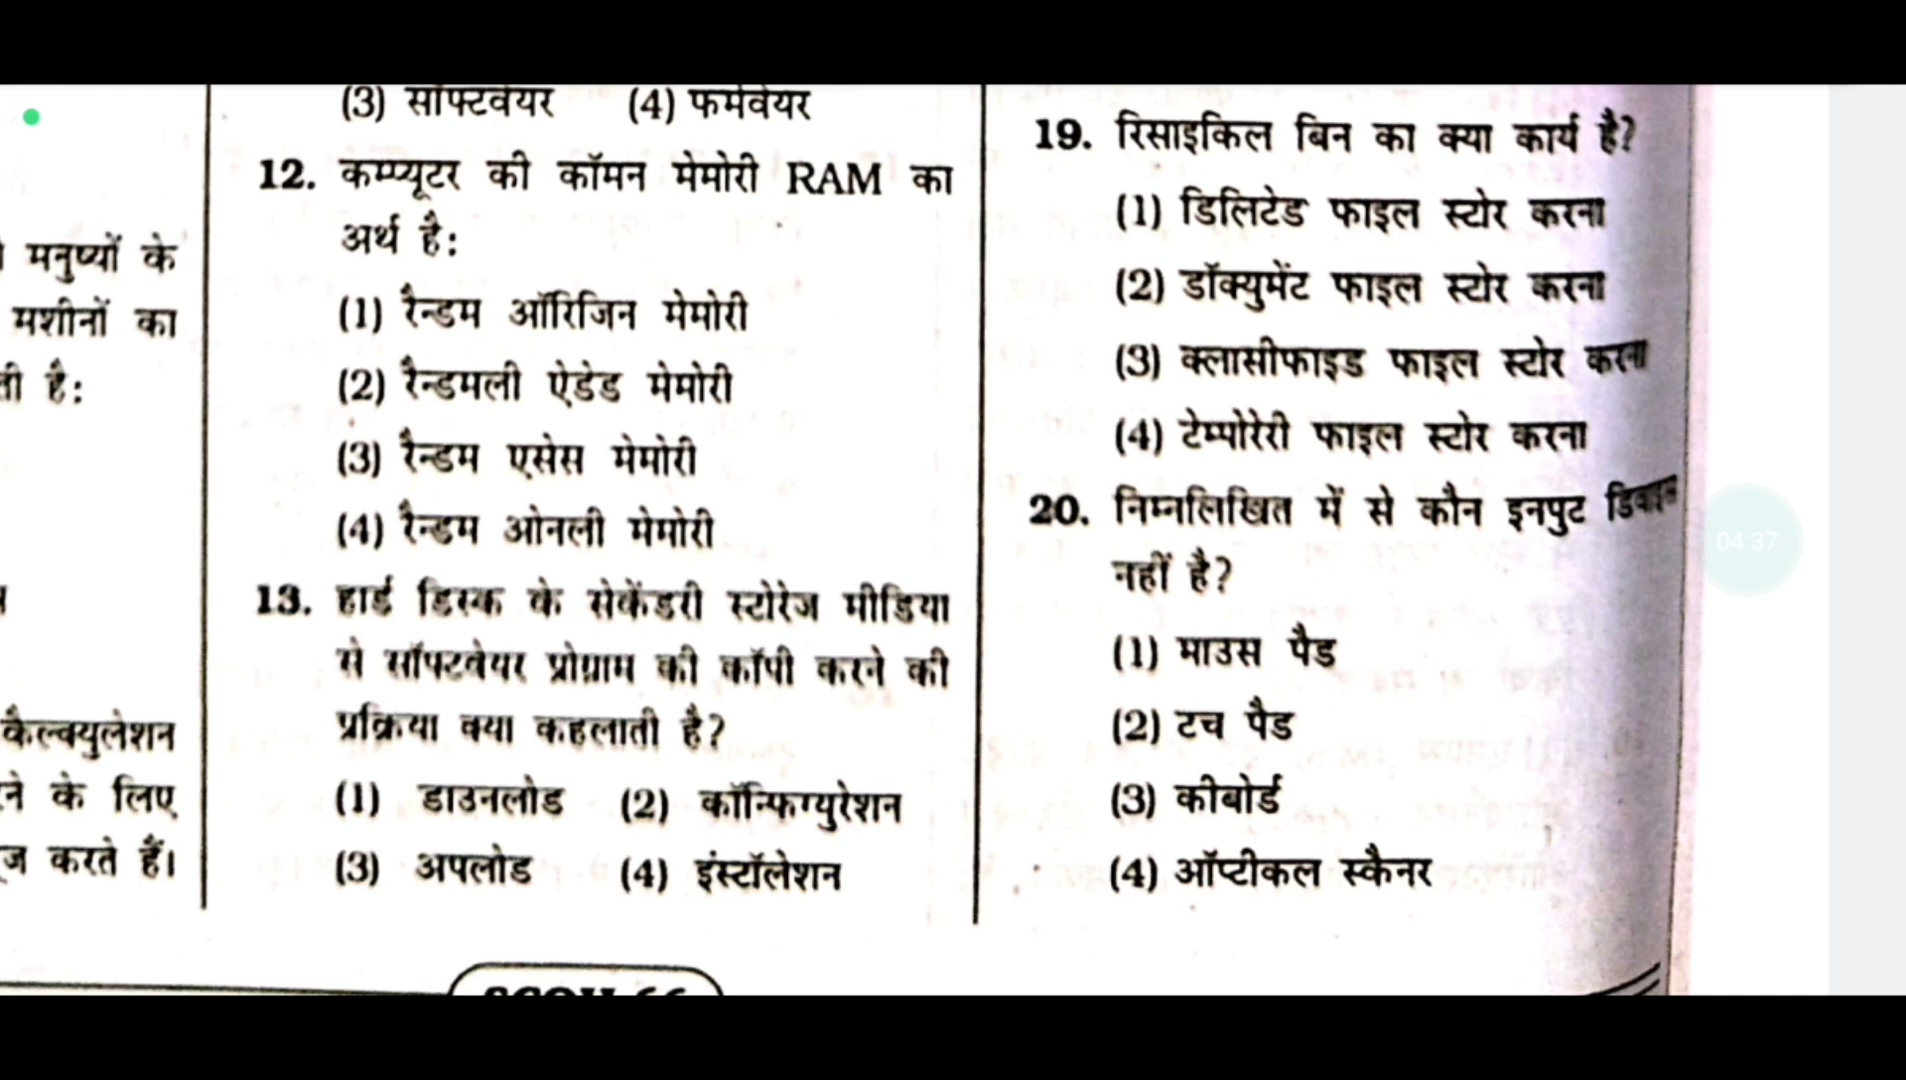 मनुष्यों के
मशीनों का
है:
कैल्क्युलेशन
के लिए
करते हैं।
(3) सॉफ्टवेयर (4) फर्मवेयर
12. कम्प्यूटर की कॉमन मेमोरी RAM का
अर्थ है:
(1) रैन्डम ऑरिजिन मेमोरी
(2) रैन्डमली ऐडेड मेमोरी
(3) रैन्डम एसेस मेमोरी
(4) रैन्डम ओनली मेमोरी
13. हार्ड डिस्क के सेकेंडरी स्टोरेज मीडिया
से सॉफ्टवेयर प्रोग्राम की कॉपी करने की
प्रक्रिया क्या कहलाती है?
(1) डाउनलोड (2) कॉन्फिग्युरेशन
(3) अपलोड (4) इंस्टॉलेशन
19. रिसाइकिल बिन का क्या कार्य है?
(1) डिलिटेड फाइल स्टोर करना
(2) डॉक्युमेंट फाइल स्टोर करना
(3) क्लासीफाइड फाइल स्टोर करना
(4) टेम्पोरेरी फाइल स्टोर करना
20. निम्नलिखित में से कौन इनपुट डिवाइस
नहीं है?
(1) माउस पैड
(2) टच पैड
(3) कीबोर्ड
(4) ऑप्टीकल स्कैनर
04:37